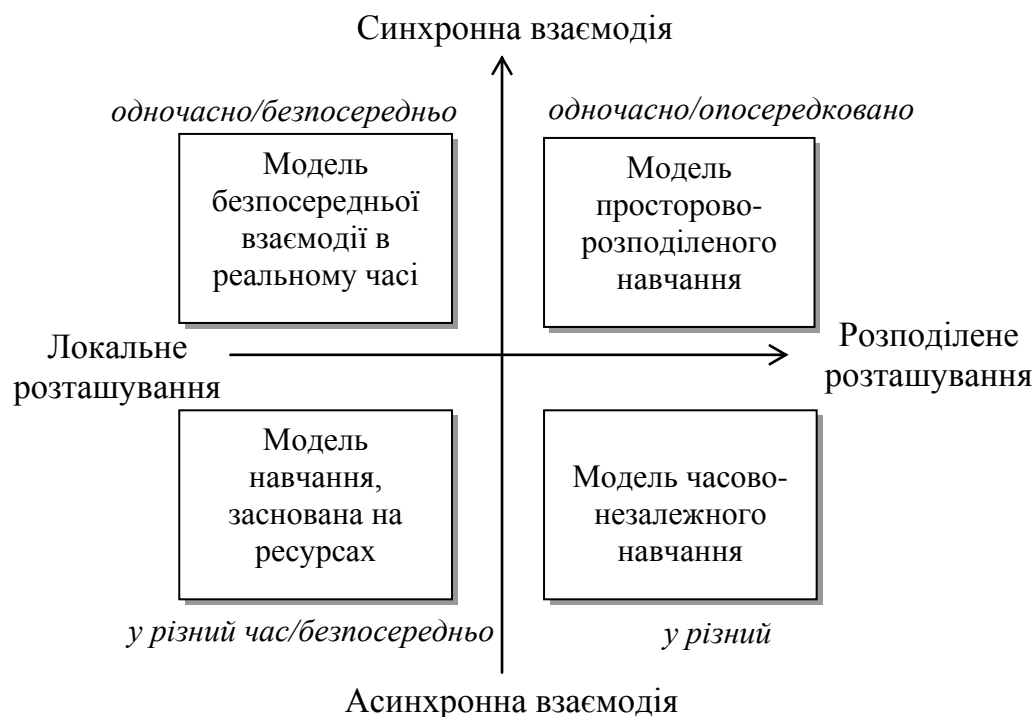 Синхронна взаємодія
одночасно/безпосередньо
одночасно/опосередковано
Модель
безпосередньої
взаємодії в
реальному часі
Модель
просторово-
розподіленого
навчання
Локальне
розташування
Розподілене
розташування
Модель
навчання,
заснована на
ресурсах
Модель часово-
незалежного
навчання
у різний час/безпосередньо
у різний
Асинхронна взаємодія